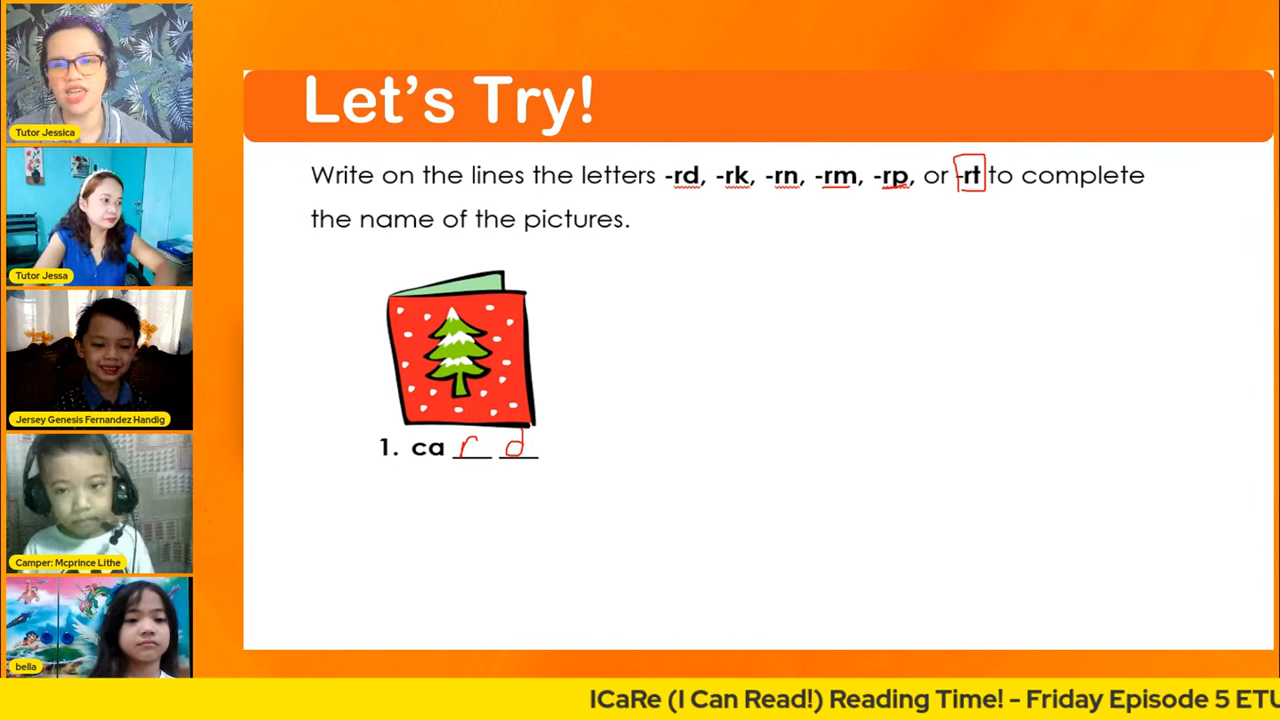 Let's Try!
Write on the lines the letters -rd, -rk, -rn, -rm, -rp, or -rt to complete
the name of the pictures.
1. ca r d
Tutor Jessica
Tutor Jessa
Jersey Genesis Fernandez Handig
Camper: Mcprince Lithe
bella
ICaRe (I Can Read!) Reading Time! - Friday Episode 5 ETU